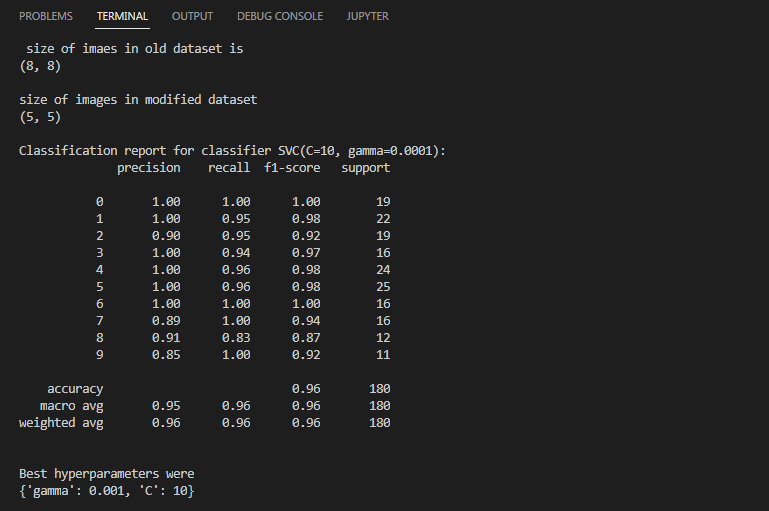 PROBLEMS TERMINAL OUTPUT DEBUG CONSOLE JUPYTER
size of imaes in old dataset is
(8, 8)
size of images in modified dataset
(5, 5)
Classification report for classifier SVC(C=10, gamma=0.0001):
precision recall f1-score support
0 1.00 1.00 1.00 19
1 1.00 0.95 0.98 22
2 0.90 0.95 0.92 19
3 1.00 0.94 0.97 16
4 1.00 0.96 0.98 24
5 1.00 0.96 0.98 25
6 1.00 1.00 1.00 16
7 0.89 1.00 0.94 16
8 0.91 0.83 0.87 12
9 0.85 1.00 0.92 11
accuracy 0.96 180
macro avg 0.95 0.96 0.96 180
weighted avg 0.96 0.96 0.96 180
Best hyperparameters were
{'gamma': 0.001, 'C': 10}